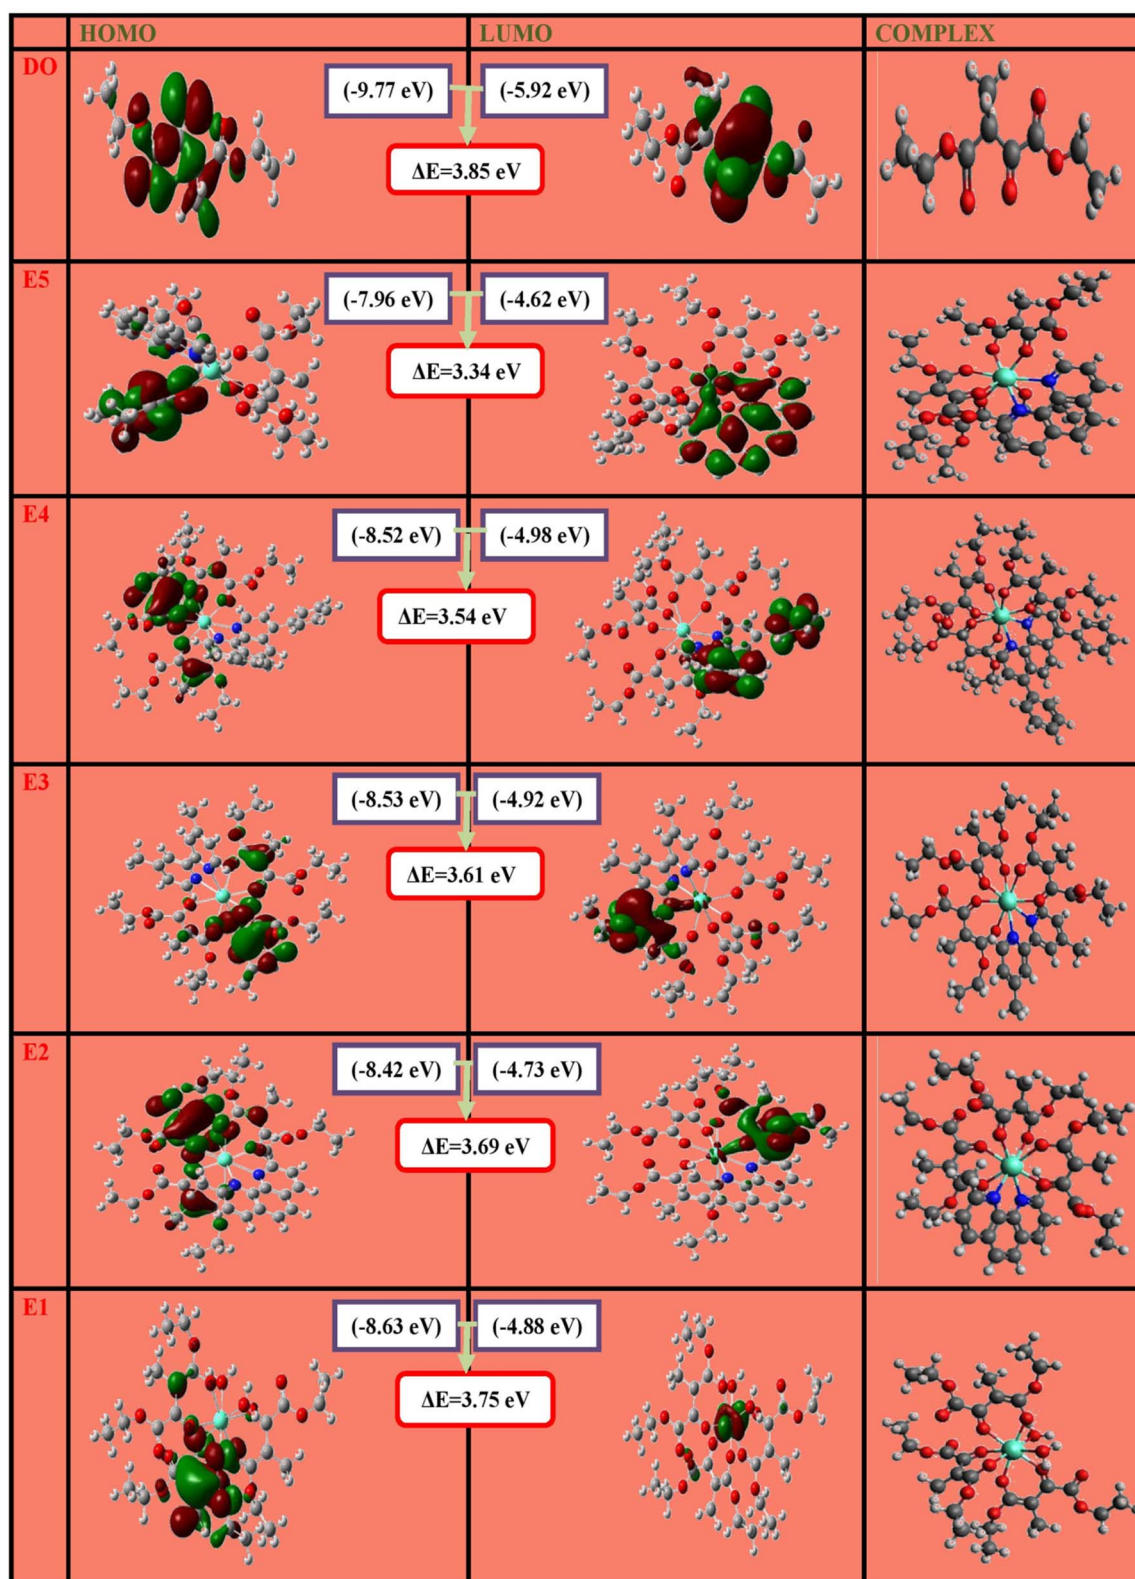 HOMO LUMO COMPLEX
DO
(-9.77 eV) (-5.92 eV)
ΔE=3.85 eV
E5
(-7.96 eV) (-4.62 eV)
ΔE=3.34 eV
E4
(-8.52 eV) (-4.98 eV)
ΔE=3.54 eV
E3
(-8.53 eV) (-4.92 eV)
ΔE=3.61 eV
E2
(-8.42 eV) (-4.73 eV)
ΔE=3.69 eV
E1
(-8.63 eV) (-4.88 eV)
ΔE=3.75 eV